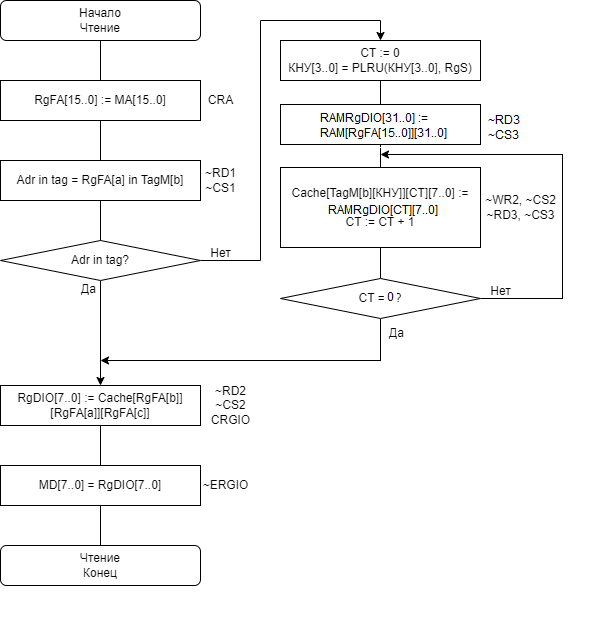 Начало
Чтение
RgFA[15..0] := MA[15..0]
CRA
Adr in tag = RgFA[a] in TagM[b]
~RD1
~CS1
Adr in tag?
Нет
Да
CT := 0
КНУ[3..0] = PLRU(КНУ[3..0], RgS)
RAMRgDIO[31..0] :=
RAM[RgFA[15..0]][31..0]
~RD3
~CS3
Cache[TagM[b][КНУ]][CT][7..0] :=
RAMRgDIO[CT][7..0]
CT := CT + 1
~WR2, ~CS2
~RD3, ~CS3
CT = 0 ?
Нет
Да
RgDIO[7..0] := Cache[RgFA[b]]
[RgFA[a]][RgFA[c]]
~RD2
~CS2
CRGIO
MD[7..0] = RgDIO[7..0]
~ERGIO
Чтение
Конец